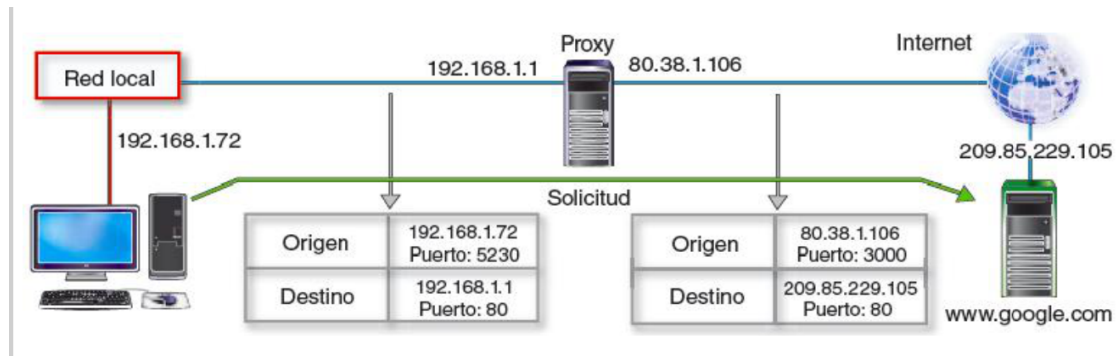 Proxy
Internet
Red local
192.168.1.1
80.38.1.106
192.168.1.72
209.85.229.105
Solicitud
Origen
192.168.1.72
Puerto: 5230
Destino
192.168.1.1
Puerto: 80
Origen
80.38.1.106
Puerto: 3000
Destino
209.85.229.105
Puerto: 80
www.google.com